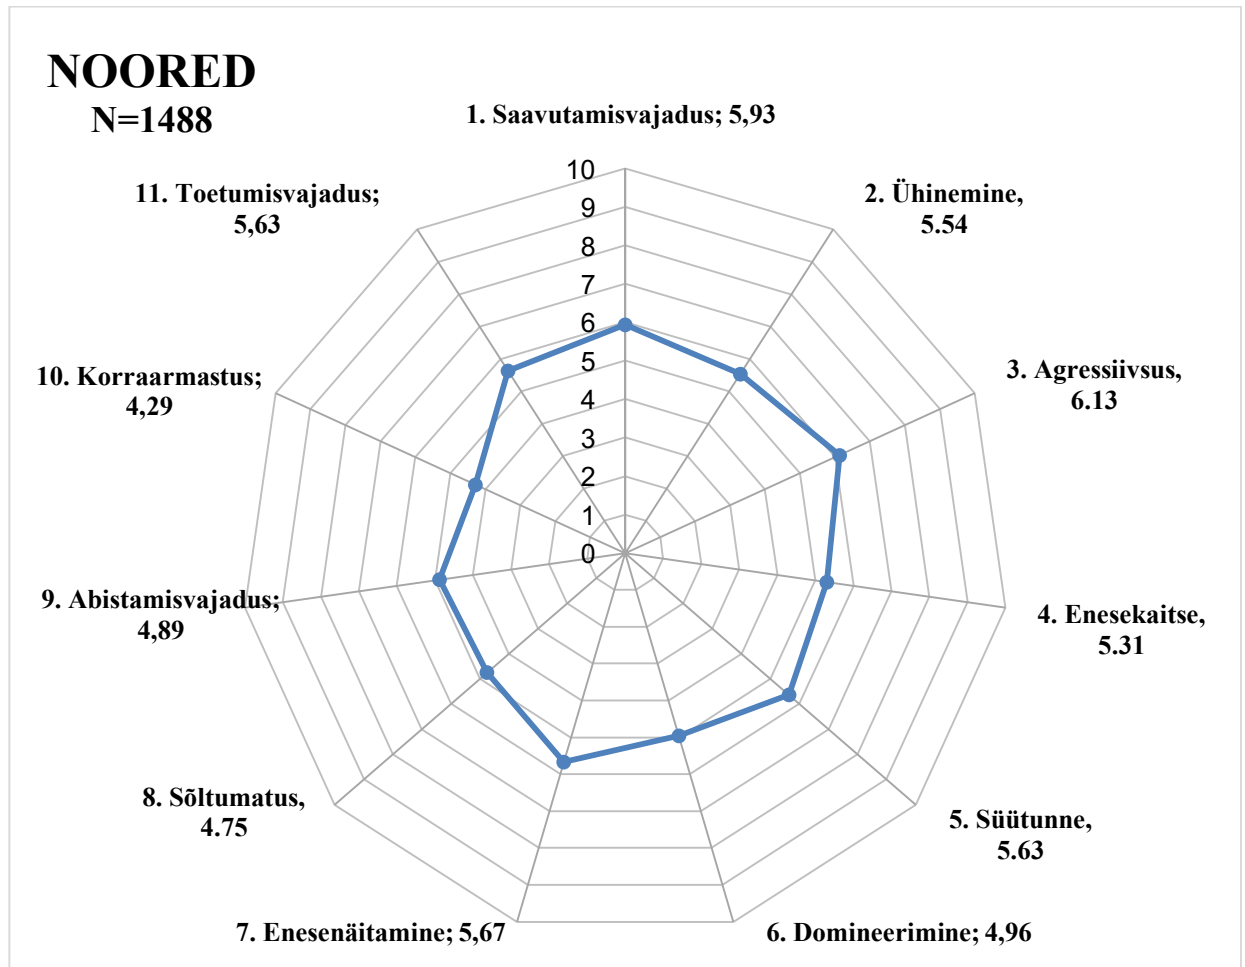 NOORED
N=1488
1. Saavutamisvajadus; 5,93
2. Ühinemine,
5.54
3. Agressiivsus,
6.13
4. Enesekaitse,
5.31
5. Süütunne,
5.63
6. Domineerimine; 4,96
7. Enesenäitamine; 5,67
8. Sõltumatus,
4.75
9. Abistamisvajadus;
4,89
10. Korraarmastus;
4,29
11. Toetumisvajadus;
5,63
10
9
8
7
6
5
4
3
2
1
0